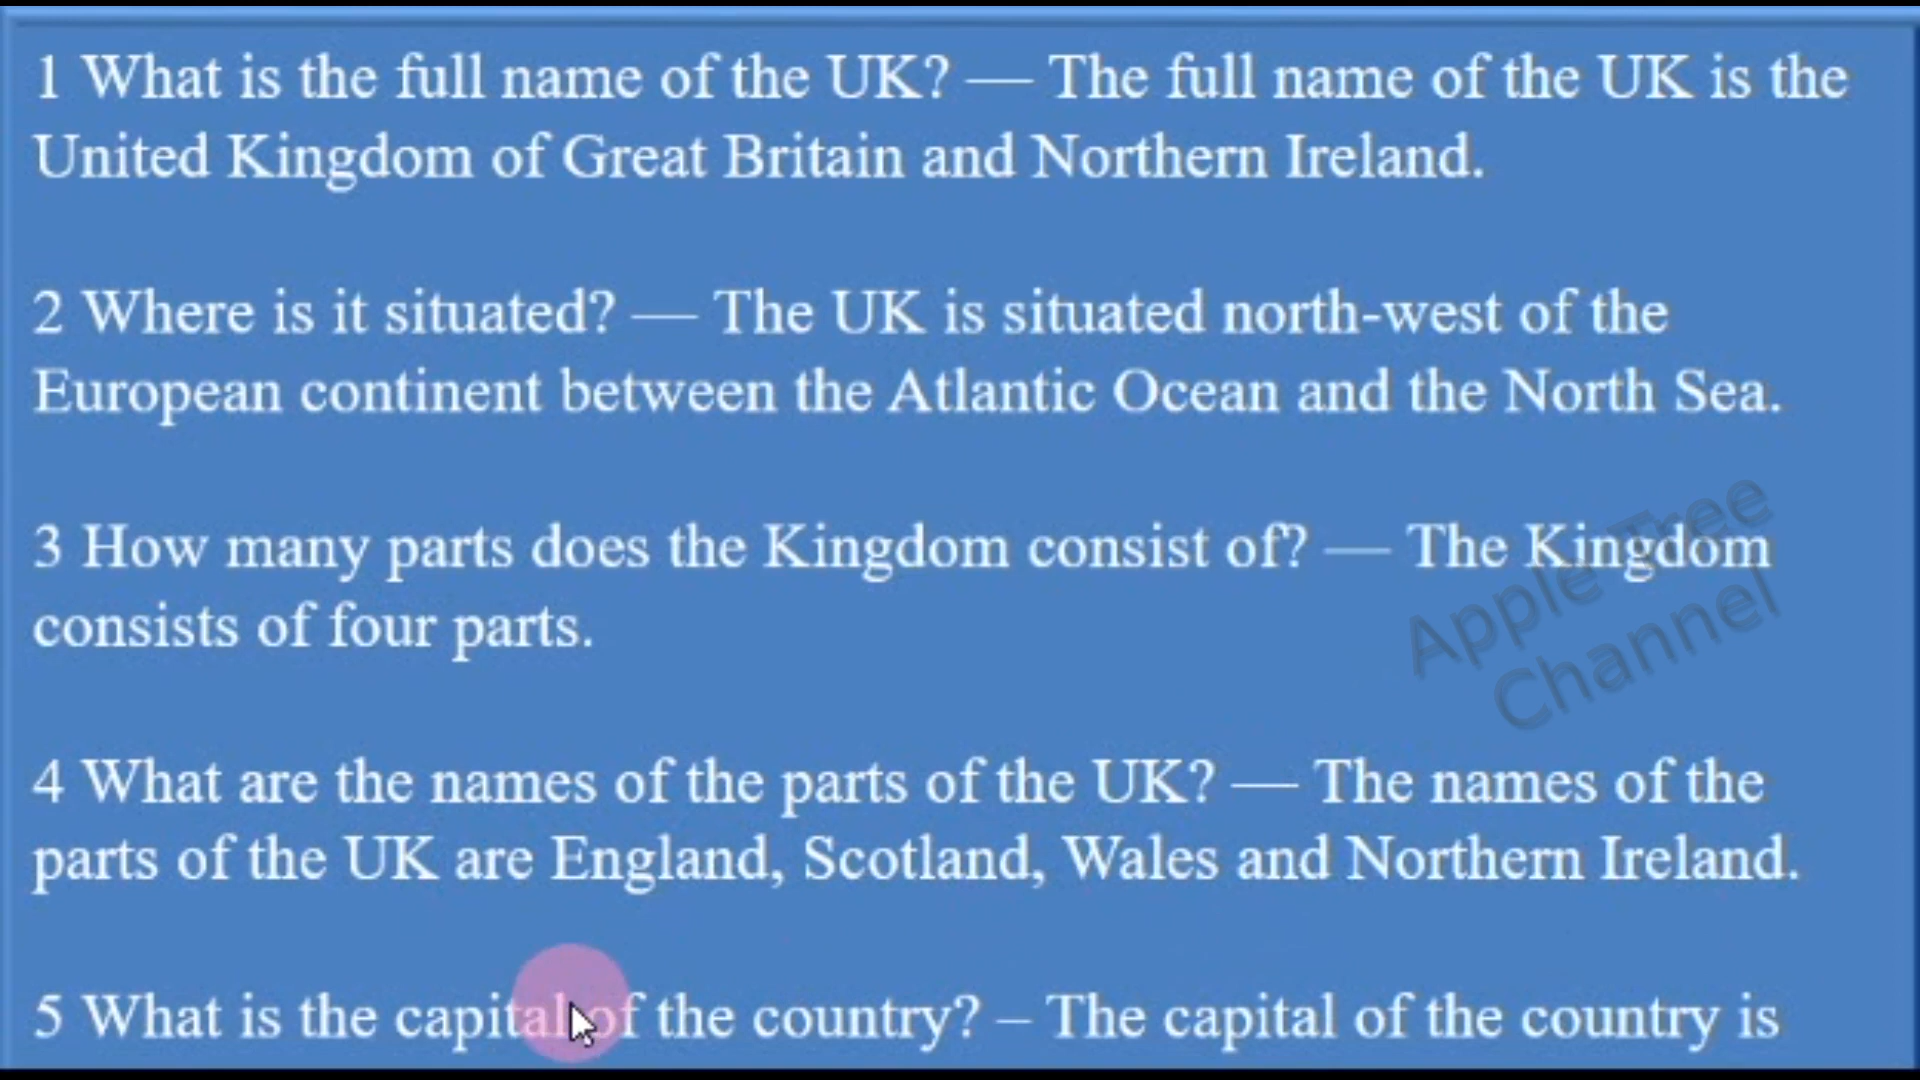 1 What is the full name of the UK? — The full name of the UK is the
United Kingdom of Great Britain and Northern Ireland.
2 Where is it situated? — The UK is situated north-west of the
European continent between the Atlantic Ocean and the North Sea.
3 How many parts does the Kingdom consist of? — The Kingdom
consists of four parts.
Apple Tree
Channel
4 What are the names of the parts of the UK? — The names of the
parts of the UK are England, Scotland, Wales and Northern Ireland.
5 What is the capital of the country? – The capital of the country is